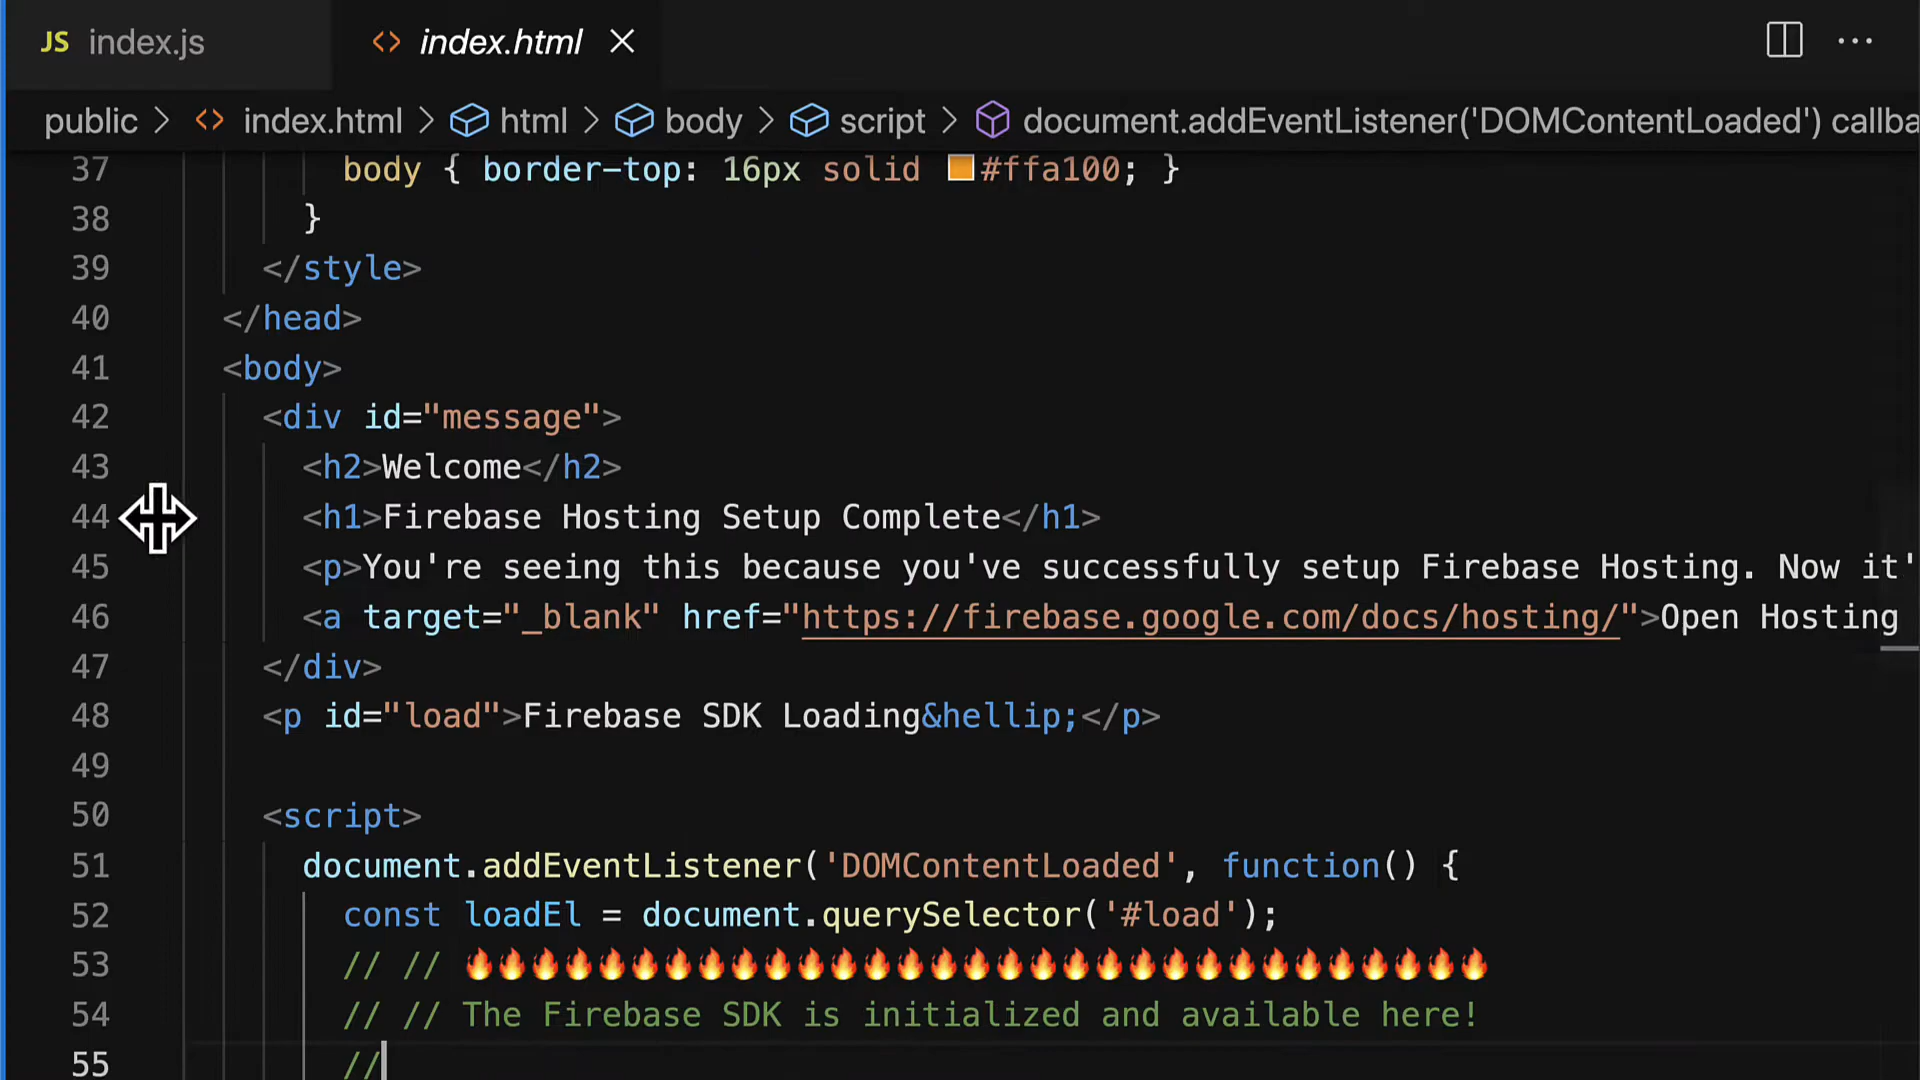 JS index.js <> index.html
public > <> index.html > html > body > script > document.addEventListener('DOMContentLoaded') callba
37 body { border-top: 16px solid #ffa100; }
38 }
39 </style>
40 </head>
41 <body>
42 <div id="message">
43 <h2>Welcome</h2>
44 <h1>Firebase Hosting Setup Complete</h1>
45 <p>You're seeing this because you've successfully setup Firebase Hosting. Now it'
46 <a target="_blank" href="https://firebase.google.com/docs/hosting/">Open Hosting
47 </div>
48 <p id="load">Firebase SDK Loading&hellip;</p>
49
50 <script>
51 document.addEventListener('DOMContentLoaded', function() {
52 const loadEl = document.querySelector('#load');
53 // // 🔥🔥🔥🔥🔥🔥🔥🔥🔥🔥🔥🔥🔥🔥🔥🔥🔥🔥🔥🔥🔥🔥🔥🔥🔥🔥🔥🔥🔥🔥🔥
54 // // The Firebase SDK is initialized and available here!
55 //